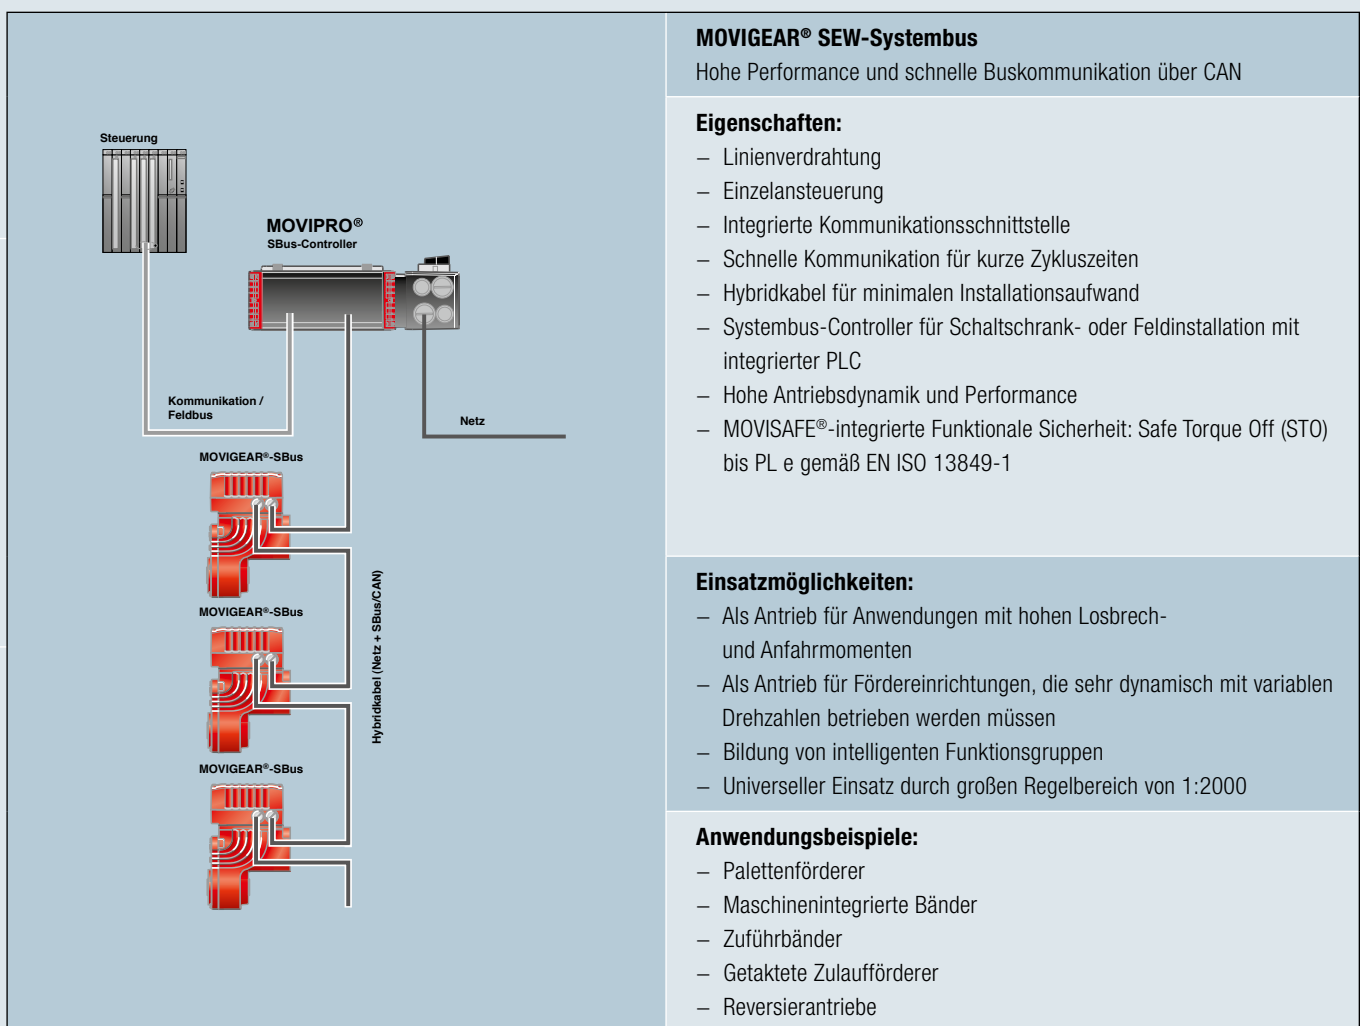 Steuerung
MOVIPRO®
SBus-Controller
Kommunikation /
Feldbus
Netz
MOVIGEAR®-SBus
MOVIGEAR®-SBus
MOVIGEAR®-SBus
Hybridkabel (Netz + SBus/CAN)
MOVIGEAR® SEW-Systembus
Hohe Performance und schnelle Buskommunikation über CAN
Eigenschaften:
– Linienverdrahtung
– Einzelansteuerung
– Integrierte Kommunikationsschnittstelle
– Schnelle Kommunikation für kurze Zykluszeiten
– Hybridkabel für minimalen Installationsaufwand
– Systembus-Controller für Schaltschrank- oder Feldinstallation mit
integrierter PLC
– Hohe Antriebsdynamik und Performance
– MOVISAFE®-integrierte Funktionale Sicherheit: Safe Torque Off (STO)
bis PL e gemäß EN ISO 13849-1
Einsatzmöglichkeiten:
– Als Antrieb für Anwendungen mit hohen Losbrech-
und Anfahrmomenten
– Als Antrieb für Fördereinrichtungen, die sehr dynamisch mit variablen
Drehzahlen betrieben werden müssen
– Bildung von intelligenten Funktionsgruppen
– Universeller Einsatz durch großen Regelbereich von 1:2000
Anwendungsbeispiele:
– Palettenförderer
– Maschinenintegrierte Bänder
– Zuführbänder
– Getaktete Zulaufförderer
– Reversierantriebe